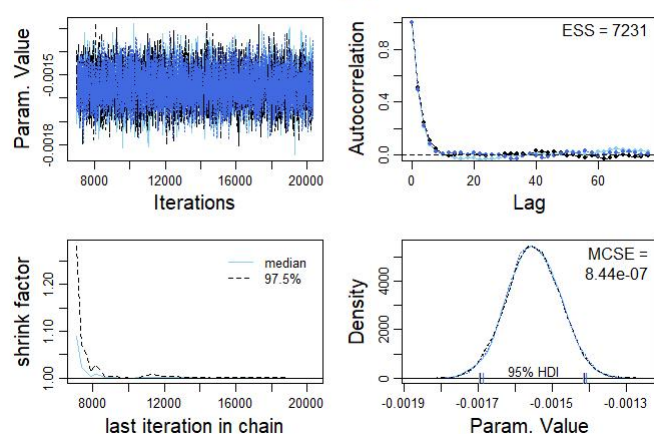 Param. Value
-0.0018
-0.0015
8000
12000
16000
20000
Iterations
Autocorrelation
0.0
0.4
0.8
ESS = 7231
0
20
40
60
Lag
shrink factor
1.00
1.10
1.20
median
97.5%
8000
12000
16000
20000
last iteration in chain
Density
0
2000
4000
MCSE =
8.44e-07
95% HDI
-0.0019
-0.0017
-0.0015
-0.0013
Param. Value